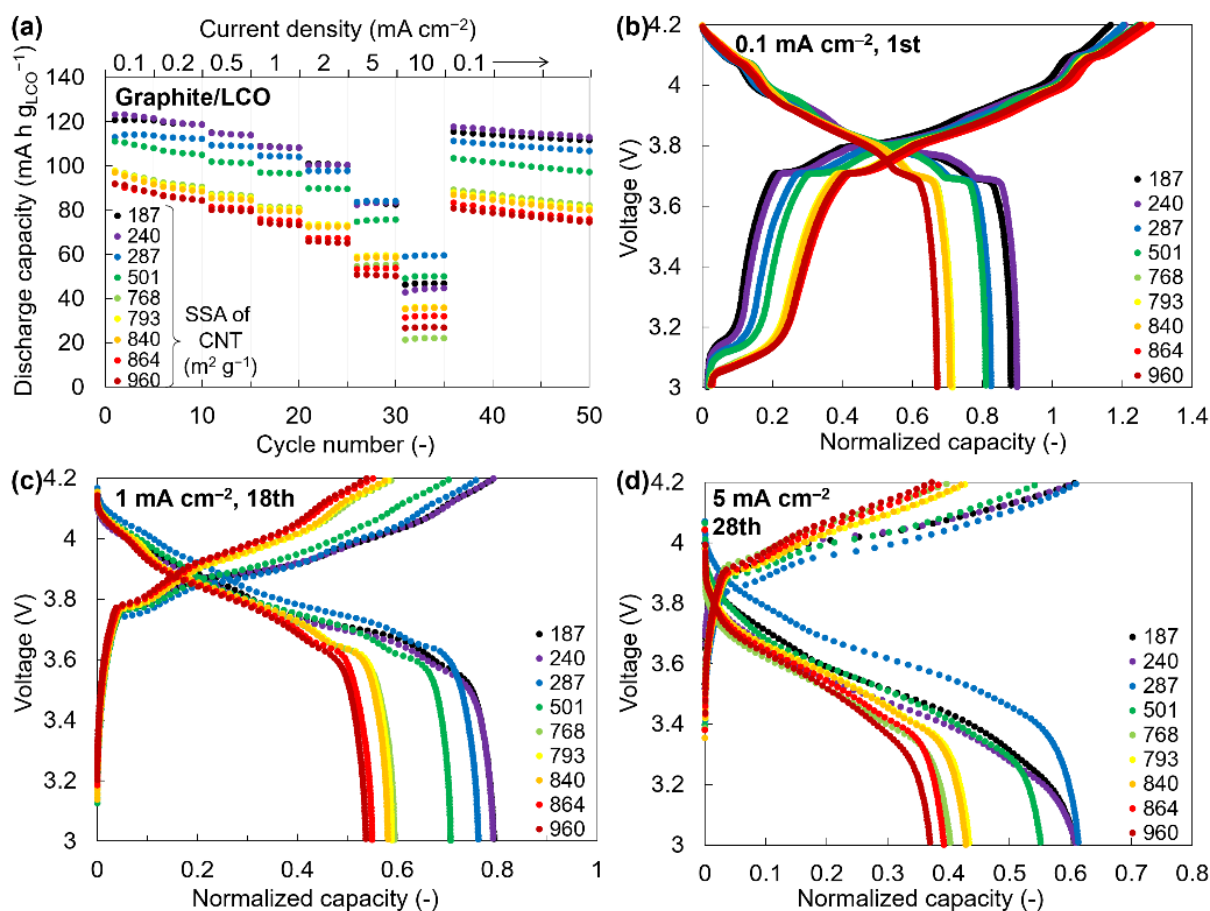 (a)
Current density (mA cm⁻²)
0.1 0.2 0.5 1 2 5 10 0.1 →
Graphite/LCO
Discharge capacity (mA h gLCO⁻¹)
140
120
100
80
60
40
20
0
187
240
287
501
768
793
840
864
960
SSA of
CNT
(m² g⁻¹)
0 10 20 30 40 50
Cycle number (-)
(b)
0.1 mA cm⁻², 1st
Voltage (V)
4.2
4
3.8
3.6
3.4
3.2
3
187
240
287
501
768
793
840
864
960
0 0.2 0.4 0.6 0.8 1 1.2 1.4
Normalized capacity (-)
(c)
1 mA cm⁻², 18th
Voltage (V)
4.2
4
3.8
3.6
3.4
3.2
3
187
240
287
501
768
793
840
864
960
0 0.2 0.4 0.6 0.8 1
Normalized capacity (-)
(d)
5 mA cm⁻²
28th
Voltage (V)
4.2
4
3.8
3.6
3.4
3.2
3
187
240
287
501
768
793
840
864
960
0 0.1 0.2 0.3 0.4 0.5 0.6 0.7 0.8
Normalized capacity (-)